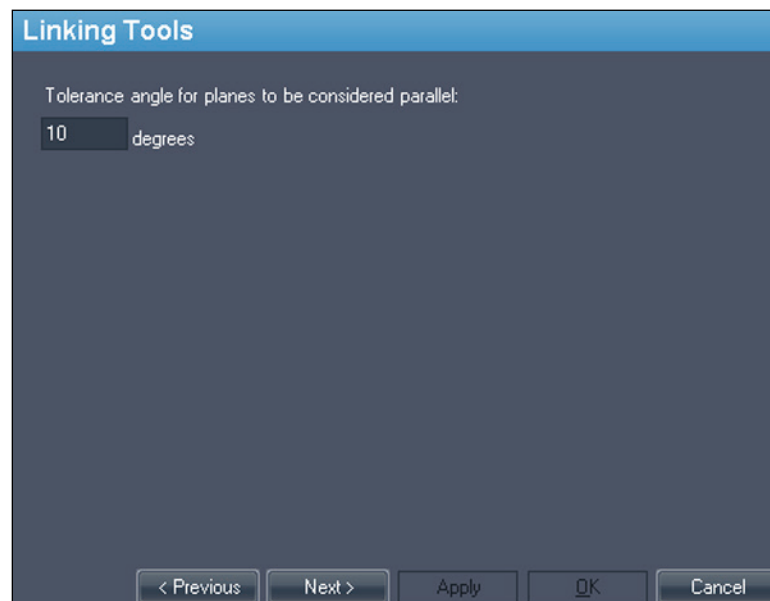 Linking Tools
Tolerance angle for planes to be considered parallel:
10 degrees
< Previous Next > Apply OK Cancel